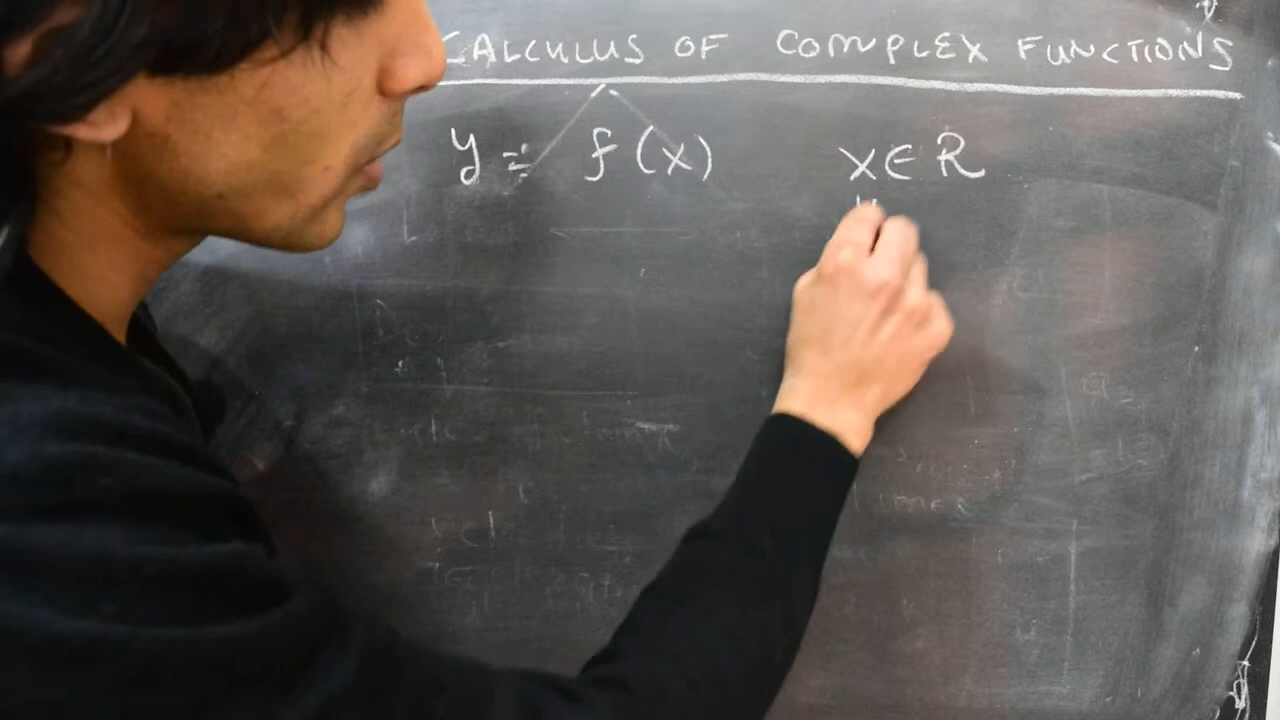 CALCULUS OF COMPLEX FUNCTIONS
y = f(x) x ∈ R